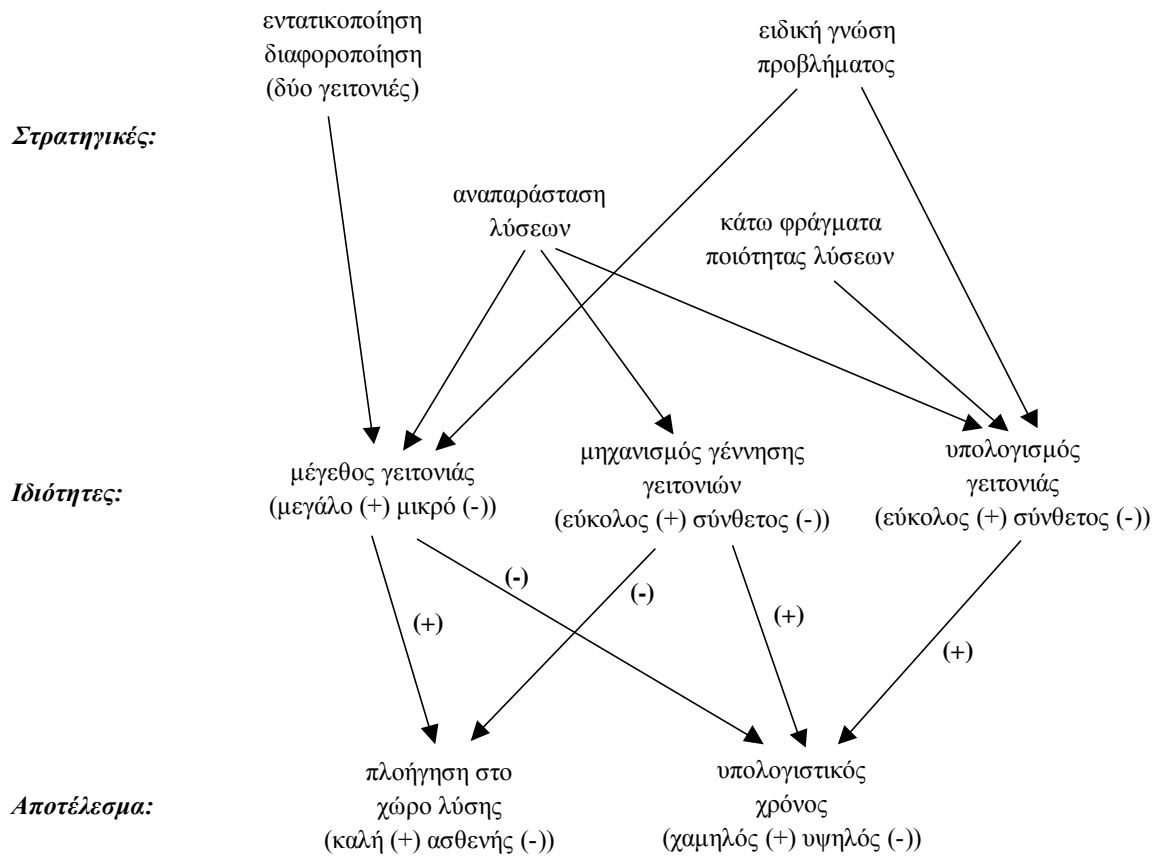 εντατικοποίηση
διαφοροποίηση
(δύο γειτονιές)
ειδική γνώση
προβλήματος
Στρατηγικές:
αναπαράσταση
λύσεων
κάτω φράγματα
ποιότητας λύσεων
Ιδιότητες:
μέγεθος γειτονιάς
(μεγάλο (+) μικρό (-))
μηχανισμός γέννησης
γειτονιών
(εύκολος (+) σύνθετος (-))
υπολογισμός
γειτονιάς
(εύκολος (+) σύνθετος (-))
(-)
(-)
(+)
(+)
(+)
Αποτέλεσμα:
πλοήγηση στο
χώρο λύσης
(καλή (+) ασθενής (-))
υπολογιστικός
χρόνος
(χαμηλός (+) υψηλός (-))